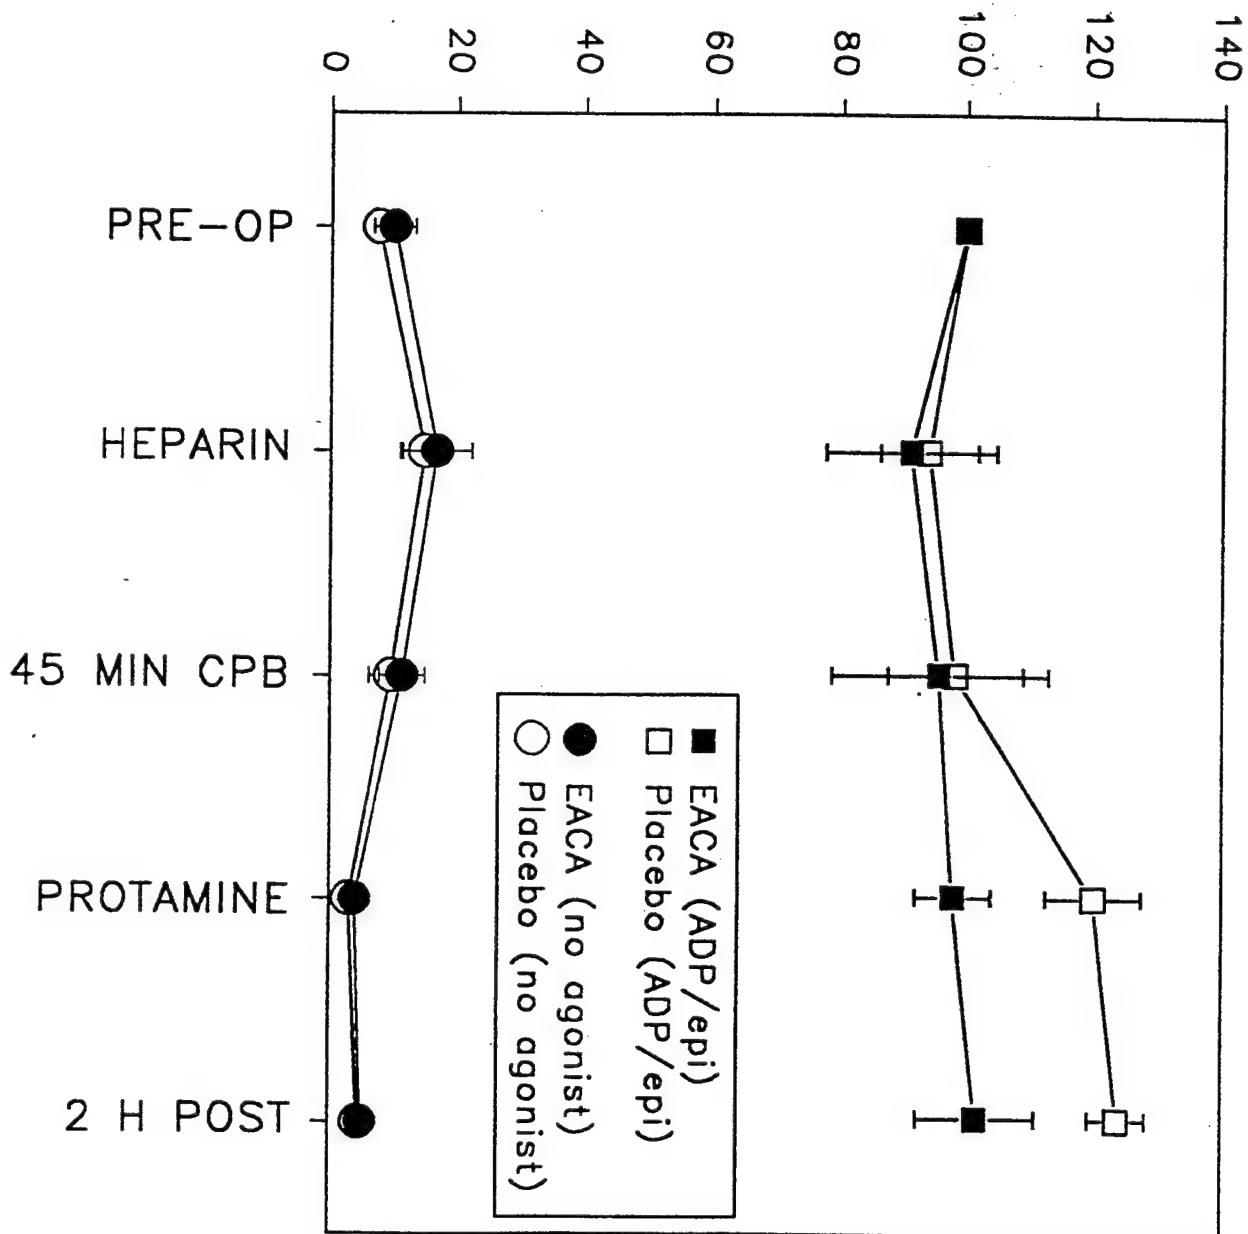 0
20
40
60
80
100
120
140
PRE-OP
HEPARIN
45 MIN CPB
PROTAMINE
2 H POST
EACA (ADP/epi)
Placebo (ADP/epi)
EACA (no agonist)
Placebo (no agonist)